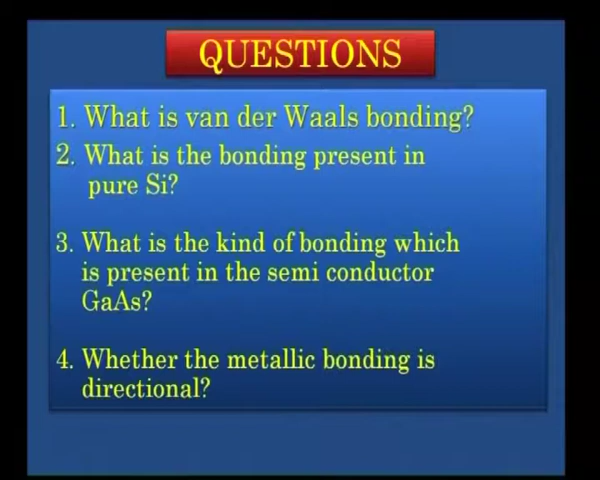 QUESTIONS
1. What is van der Waals bonding?
2. What is the bonding present in
pure Si?
3. What is the kind of bonding which
is present in the semi conductor
GaAs?
4. Whether the metallic bonding is
directional?